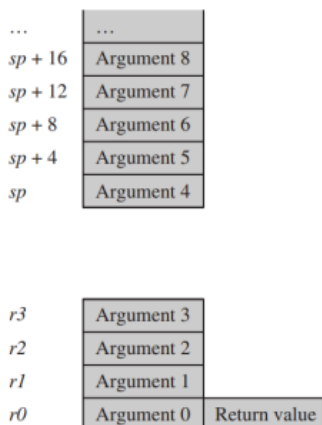 ... ...
sp + 16 Argument 8
sp + 12 Argument 7
sp + 8 Argument 6
sp + 4 Argument 5
sp Argument 4
r3 Argument 3
r2 Argument 2
r1 Argument 1
r0 Argument 0 Return value